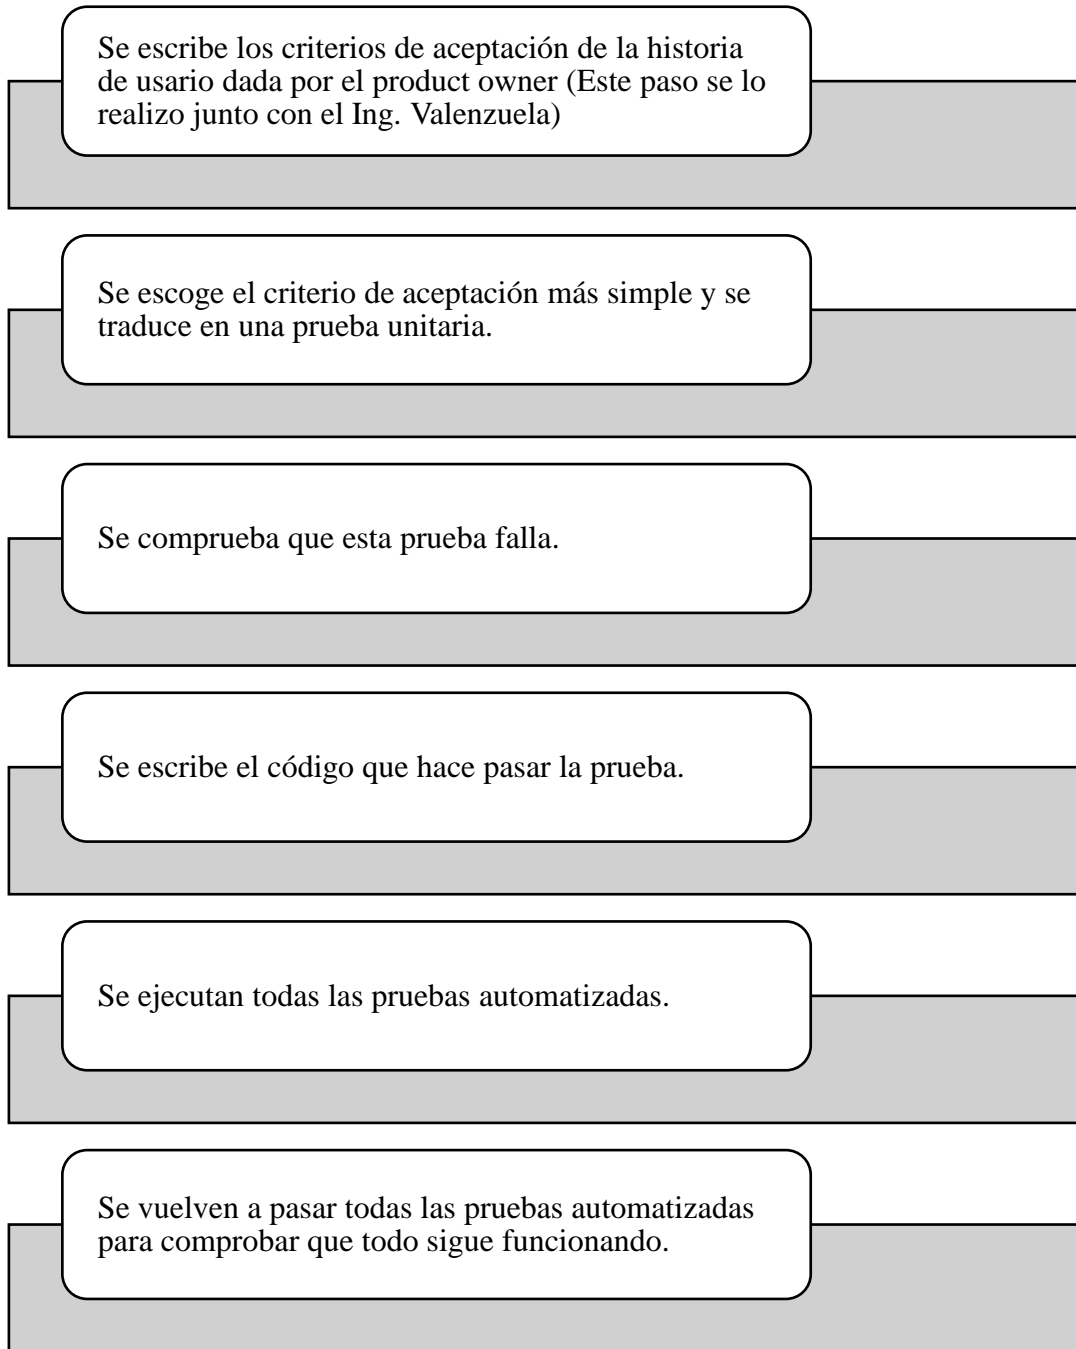 Se escribe los criterios de aceptación de la historia
de usario dada por el product owner (Este paso se lo
realizo junto con el Ing. Valenzuela)
Se escoge el criterio de aceptación más simple y se
traduce en una prueba unitaria.
Se comprueba que esta prueba falla.
Se escribe el código que hace pasar la prueba.
Se ejecutan todas las pruebas automatizadas.
Se vuelven a pasar todas las pruebas automatizadas
para comprobar que todo sigue funcionando.